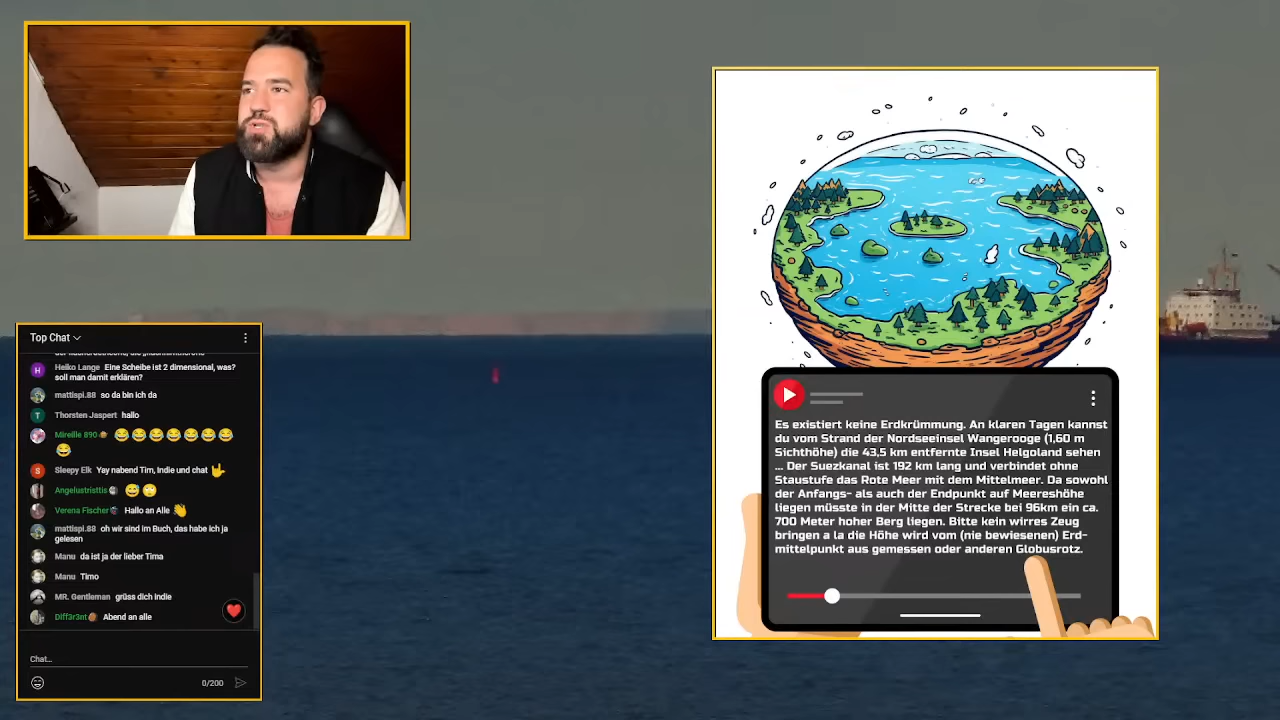 Top Chat
Heiko Lange Eine Scheibe ist 2 dimensional, was?
soll man damit erklären?
mattispi.88 so da bin ich da
Thorsten Jaspert hallo
Mireille 890 😂😂😂😂😂😂😂
😂
Sleepy Elk Yay nabend Tim, Indie und chat
Angelustristtis 😅🙄
Verena Fischer Hallo an Alle 👋
mattispi.88 oh wir sind im Buch, das habe ich ja
gelesen
Manu da ist ja der lieber Tima
Manu Timo
MR. Gentleman grüss dich indie
Diff3r3nt Abend an alle
Chat...
0/200
Es existiert keine Erdkrümmung. An klaren Tagen kannst
du vom Strand der Nordseeinsel Wangerooge (1,60 m
Sichthöhe) die 43,5 km entfernte Insel Helgoland sehen
... Der Suezkanal ist 192 km lang und verbindet ohne
Staustufe das Rote Meer mit dem Mittelmeer. Da sowohl
der Anfangs- als auch der Endpunkt auf Meereshöhe
liegen müsste in der Mitte der Strecke bei 96km ein ca.
700 Meter hoher Berg liegen. Bitte kein wirres Zeug
bringen a la die Höhe wird vom (nie bewiesenen) Erd-
mittelpunkt aus gemessen oder anderen Globusrotz.